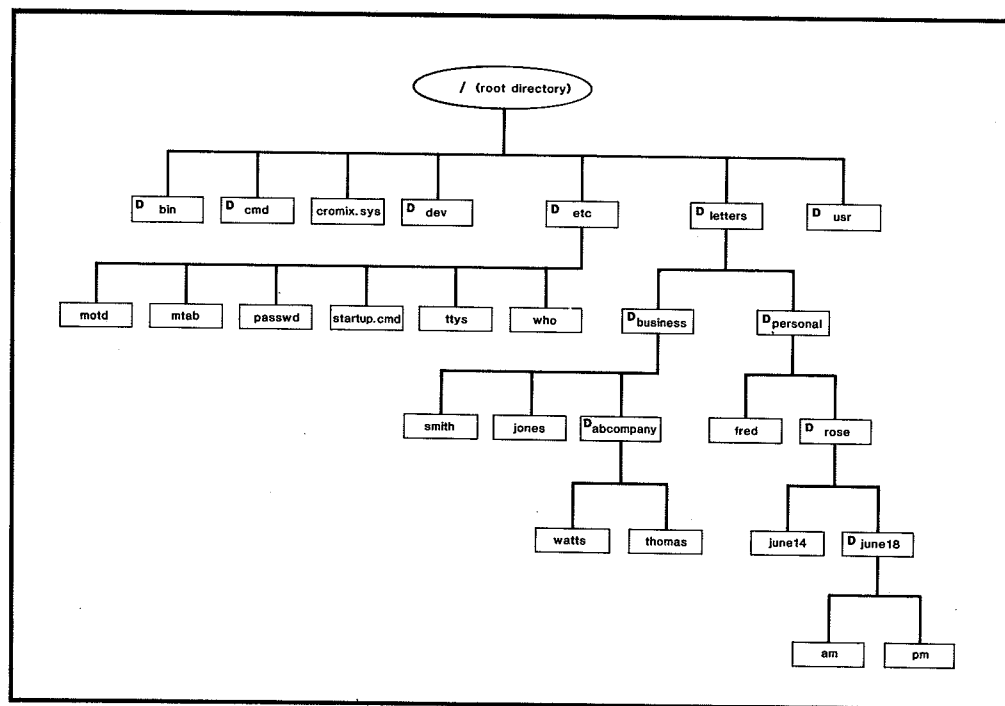 / (root directory)
D bin D cmd cromix.sys D dev D etc D letters D usr
motd mtab passwd startup.cmd ttys who D business D personal
smith jones D abcompany fred D rose
watts thomas june14 D june18
am pm